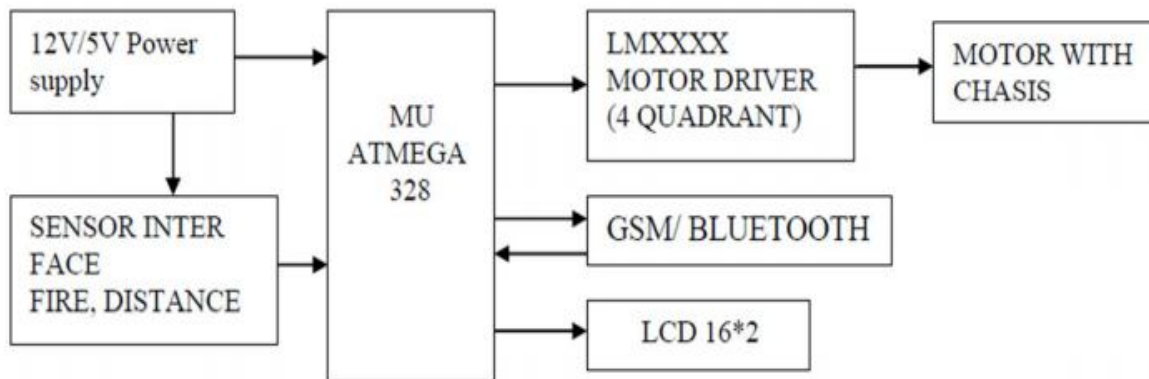 12V/5V Power
supply
MU
ATMEGA
328
LMXXXX
MOTOR DRIVER
(4 QUADRANT)
MOTOR WITH
CHASIS
SENSOR INTER
FACE
FIRE, DISTANCE
GSM/ BLUETOOTH
LCD 16*2